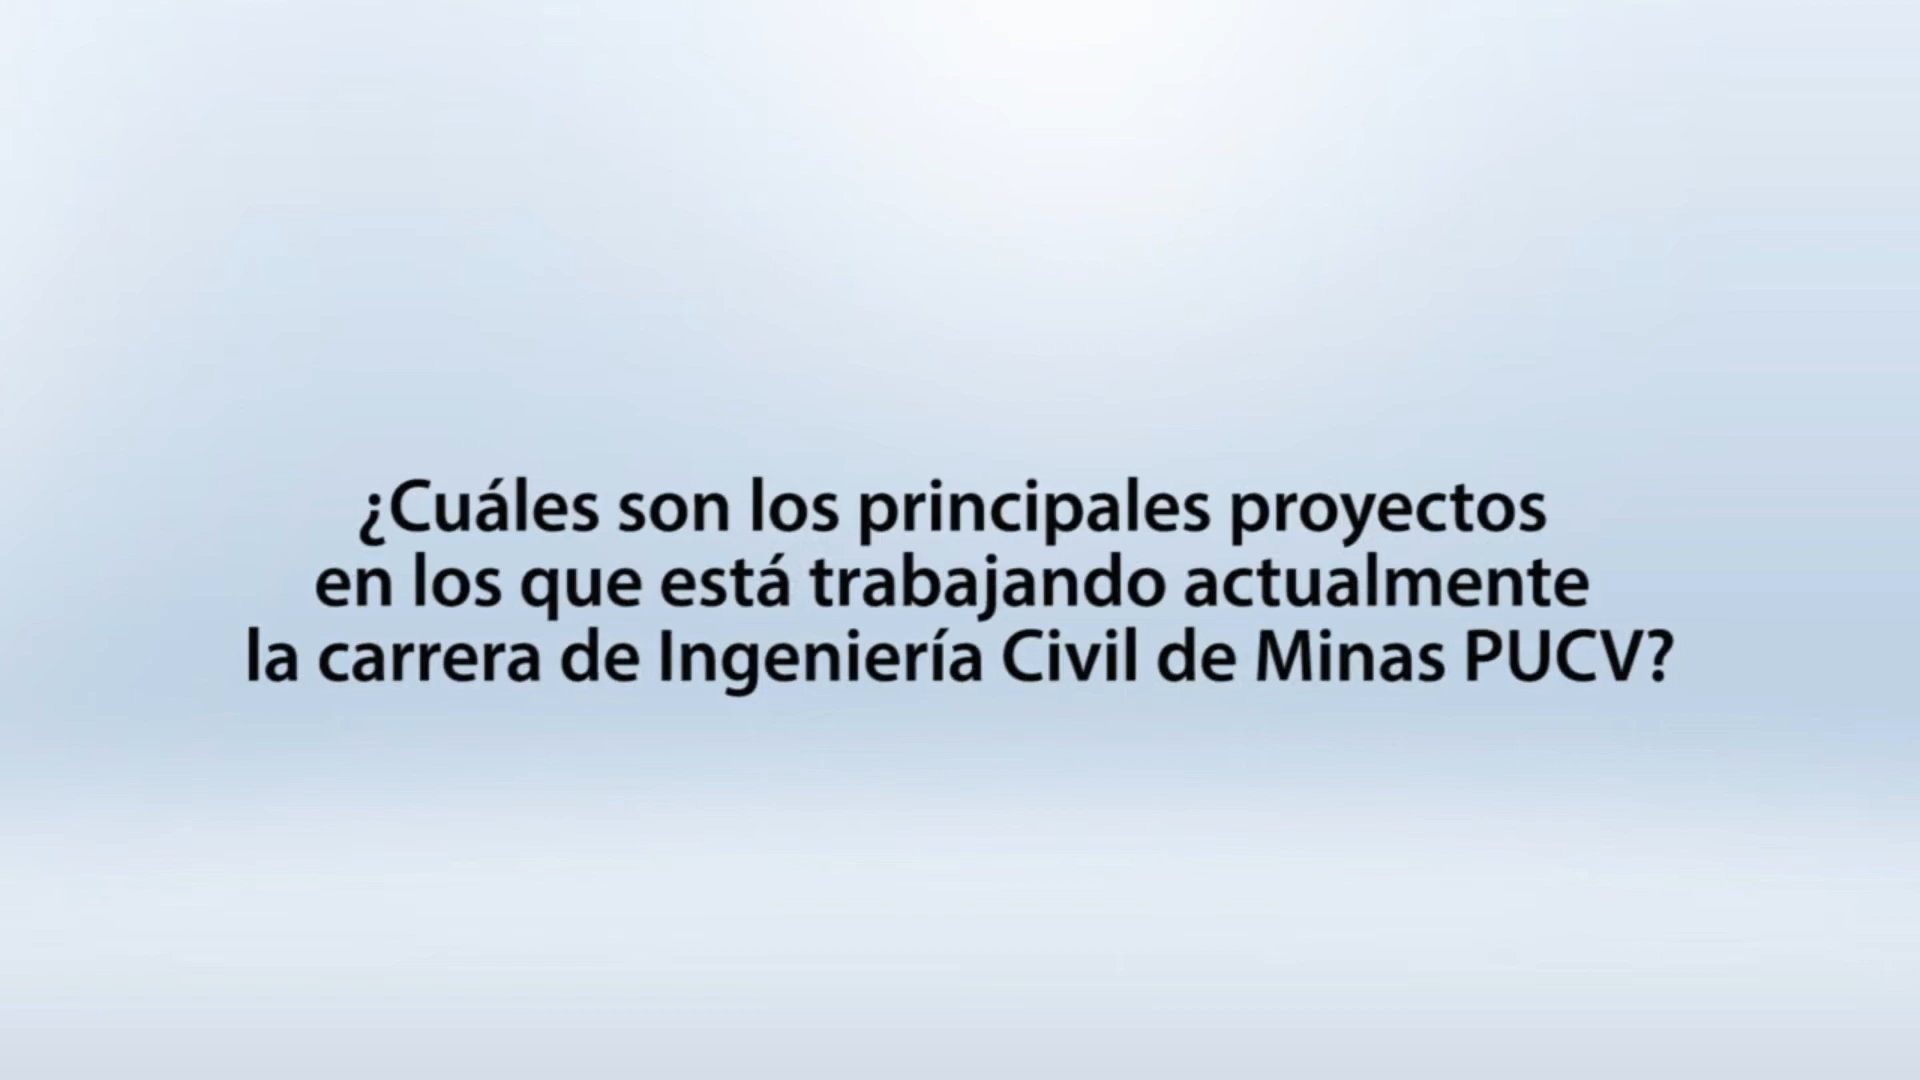 ¿Cuáles son los principales proyectos
en los que está trabajando actualmente
la carrera de Ingeniería Civil de Minas PUCV?